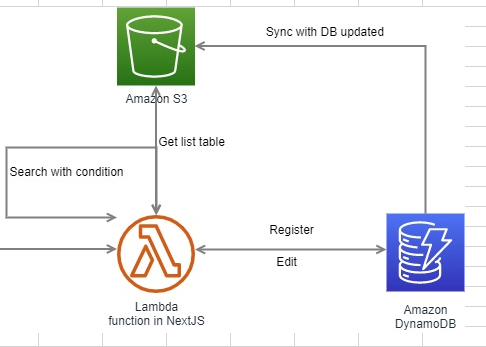 Sync with DB updated
Amazon S3
Get list table
Search with condition
Register
Edit
Lambda
function in NextJS
Amazon
DynamoDB